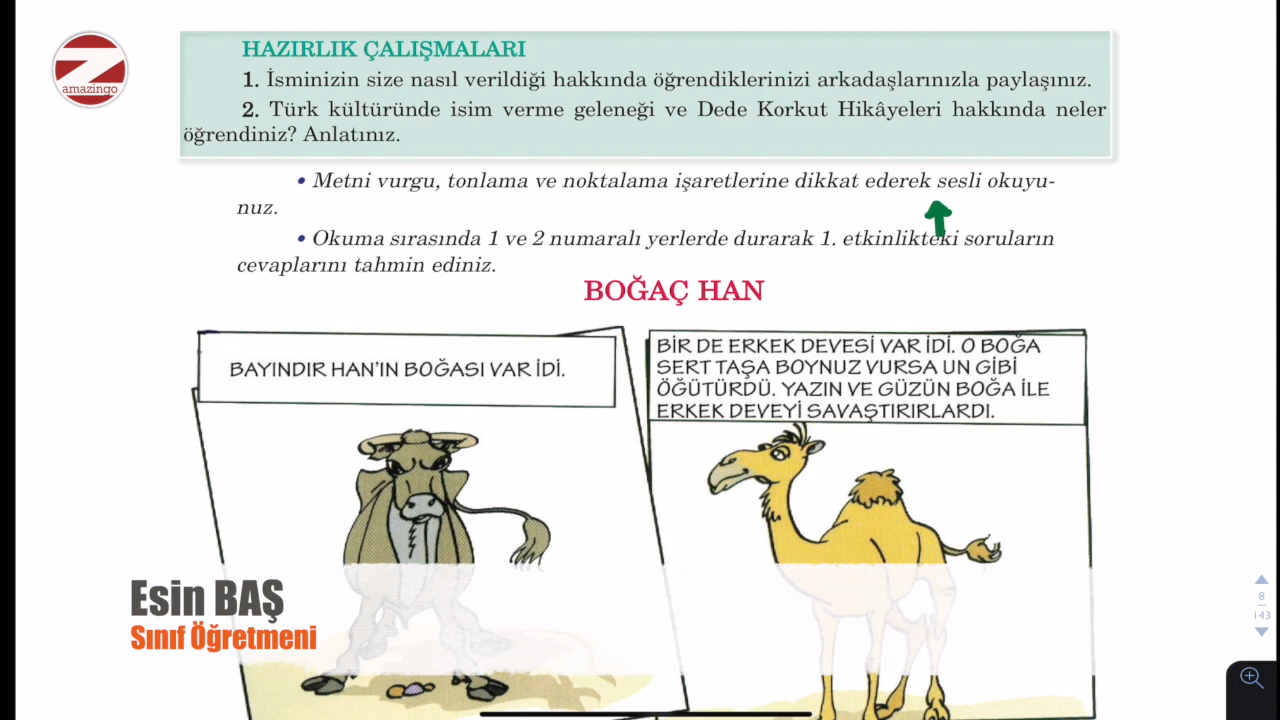 amazingo
HAZIRLIK ÇALIŞMALARI
1. İsminizin size nasıl verildiği hakkında öğrendiklerinizi arkadaşlarınızla paylaşınız.
2. Türk kültüründe isim verme geleneği ve Dede Korkut Hikâyeleri hakkında neler
öğrendiniz? Anlatınız.
• Metni vurgu, tonlama ve noktalama işaretlerine dikkat ederek sesli okuyu-
nuz.
• Okuma sırasında 1 ve 2 numaralı yerlerde durarak 1. etkinlikteki soruların
cevaplarını tahmin ediniz.
BOĞAÇ HAN
BAYINDIR HAN'IN BOĞASI VAR İDİ.
BİR DE ERKEK DEVESİ VAR İDİ. O BOĞA
SERT TAŞA BOYNUZ VURSA UN GİBİ
ÖĞÜTÜRDÜ. YAZIN VE GÜZÜN BOĞA İLE
ERKEK DEVEYİ SAVAŞTIRIRLARDI.
Esin BAŞ
Sınıf Öğretmeni
8
143